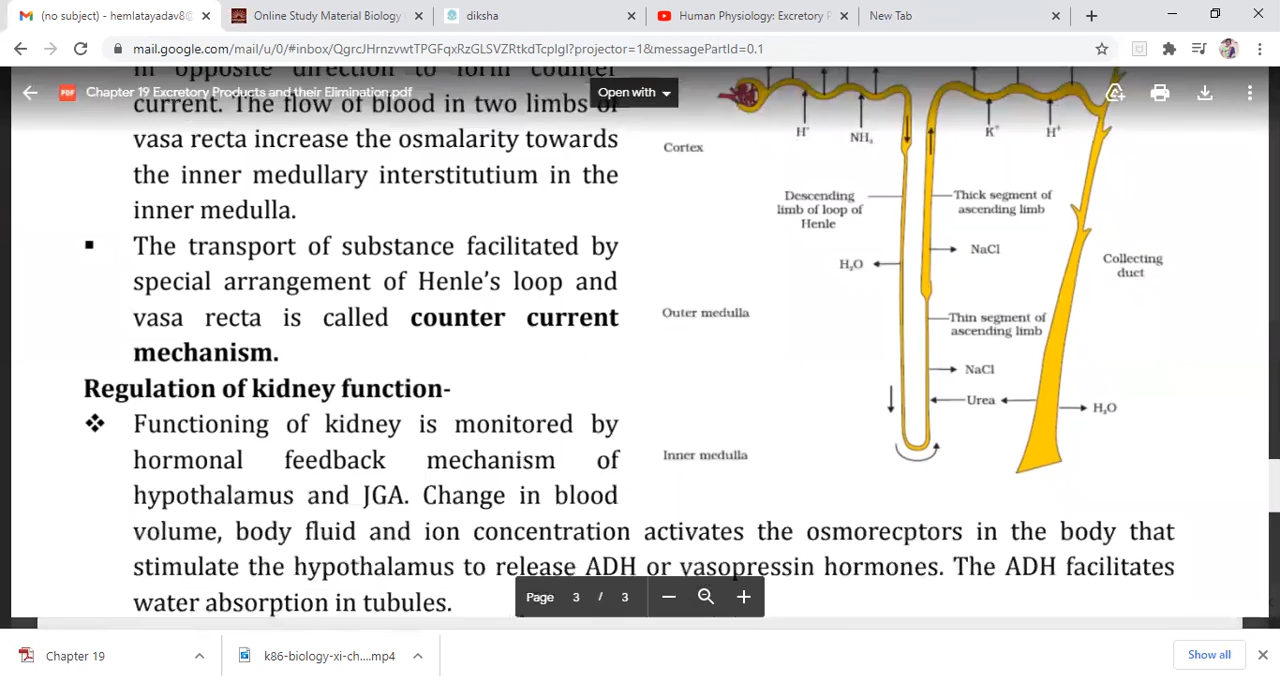 (no subject) - hemlatayadav8@
Online Study Material Biology
diksha
Human Physiology: Excretory P
New Tab
mail.google.com/mail/u/0/#inbox/QgrcJHrnzvwtTPGFqxRzGLSVZRtkdTcplgl?projector=1&messagePartId=0.1
in opposite direction to form counter
Chapter 19 Excretory Products and their Elimination.pdf
Open with
current. The flow of blood in two limbs of
vasa recta increase the osmalarity towards
the inner medullary interstitutium in the
inner medulla.
■ The transport of substance facilitated by
special arrangement of Henle's loop and
vasa recta is called counter current
mechanism.
Regulation of kidney function-
❖ Functioning of kidney is monitored by
hormonal feedback mechanism of
hypothalamus and JGA. Change in blood
volume, body fluid and ion concentration activates the osmorecptors in the body that
stimulate the hypothalamus to release ADH or vasopressin hormones. The ADH facilitates
water absorption in tubules.
H⁺
NH₃
K⁺
H⁺
Cortex
Descending
limb of loop of
Henle
Thick segment of
ascending limb
NaCl
H₂O
Collecting
duct
Outer medulla
Thin segment of
ascending limb
NaCl
Urea
H₂O
Inner medulla
Page 3 / 3
Chapter 19
k86-biology-xi-ch....mp4
Show all